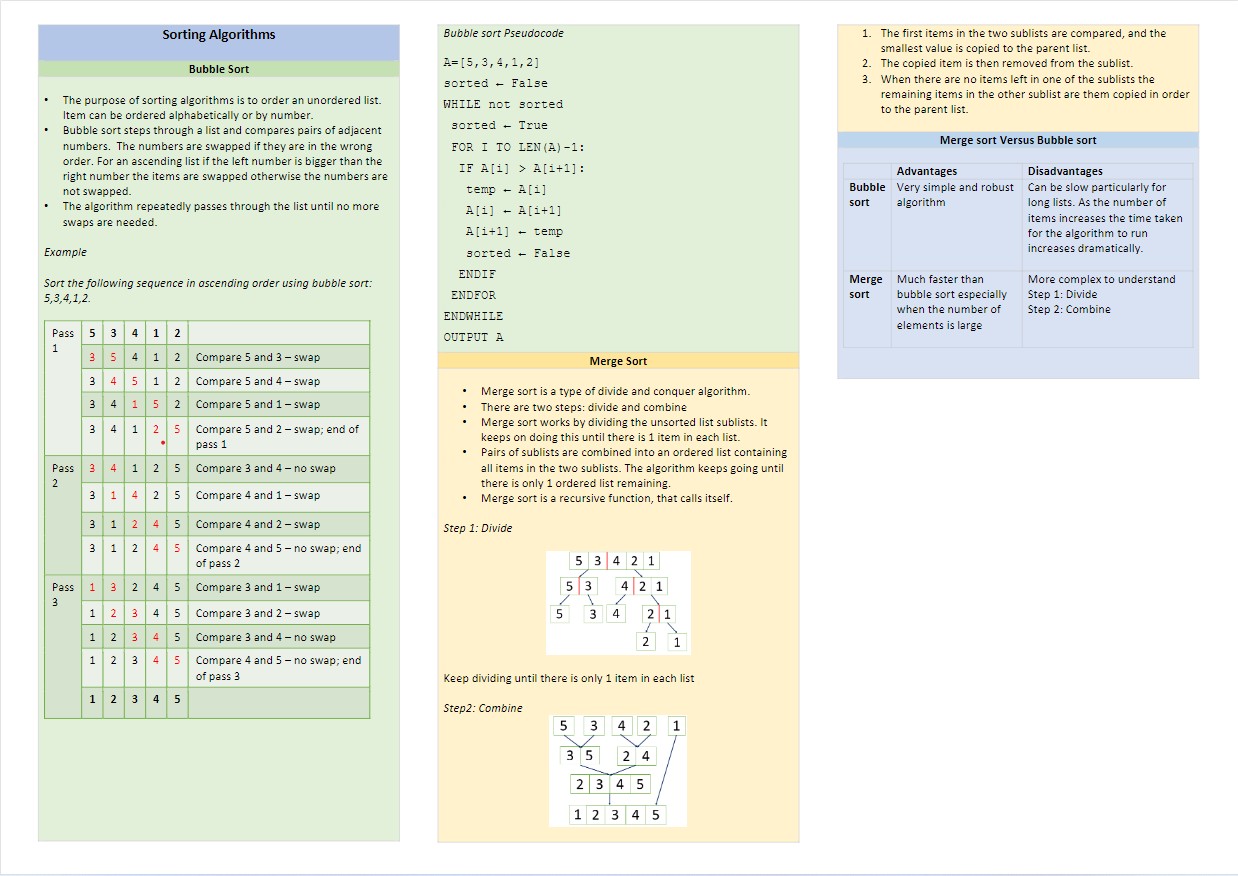 Sorting Algorithms
Bubble Sort
• The purpose of sorting algorithms is to order an unordered list.
Item can be ordered alphabetically or by number.
• Bubble sort steps through a list and compares pairs of adjacent
numbers. The numbers are swapped if they are in the wrong
order. For an ascending list if the left number is bigger than the
right number the items are swapped otherwise the numbers are
not swapped.
• The algorithm repeatedly passes through the list until no more
swaps are needed.
Example
Sort the following sequence in ascending order using bubble sort:
5,3,4,1,2.
Pass 1
5 3 4 1 2
3 5 4 1 2 Compare 5 and 3 – swap
3 4 5 1 2 Compare 5 and 4 – swap
3 4 1 5 2 Compare 5 and 1 – swap
3 4 1 2 5 Compare 5 and 2 – swap; end of
pass 1
Pass 2
3 4 1 2 5 Compare 3 and 4 – no swap
3 1 4 2 5 Compare 4 and 1 – swap
3 1 2 4 5 Compare 4 and 2 – swap
3 1 2 4 5 Compare 4 and 5 – no swap; end
of pass 2
Pass 3
1 3 2 4 5 Compare 3 and 1 – swap
1 2 3 4 5 Compare 3 and 2 – swap
1 2 3 4 5 Compare 3 and 4 – no swap
1 2 3 4 5 Compare 4 and 5 – no swap; end
of pass 3
1 2 3 4 5
Bubble sort Pseudocode
A=[5,3,4,1,2]
sorted ← False
WHILE not sorted
sorted ← True
FOR I TO LEN(A)-1:
IF A[i] > A[i+1]:
temp ← A[i]
A[i] ← A[i+1]
A[i+1] ← temp
sorted ← False
ENDIF
ENDFOR
ENDWHILE
OUTPUT A
Merge Sort
• Merge sort is a type of divide and conquer algorithm.
• There are two steps: divide and combine
• Merge sort works by dividing the unsorted list sublists. It
keeps on doing this until there is 1 item in each list.
• Pairs of sublists are combined into an ordered list containing
all items in the two sublists. The algorithm keeps going until
there is only 1 ordered list remaining.
• Merge sort is a recursive function, that calls itself.
Step 1: Divide
5 3 4 2 1
5 3 4 2 1
5 3 4 2 1
2 1
Keep dividing until there is only 1 item in each list
Step2: Combine
5 3 4 2 1
3 5 2 4
2 3 4 5
1 2 3 4 5
1. The first items in the two sublists are compared, and the
smallest value is copied to the parent list.
2. The copied item is then removed from the sublist.
3. When there are no items left in one of the sublists the
remaining items in the other sublist are them copied in order
to the parent list.
Merge sort Versus Bubble sort
Advantages Disadvantages
Bubble sort
Very simple and robust
algorithm
Can be slow particularly for
long lists. As the number of
items increases the time taken
for the algorithm to run
increases dramatically.
Merge sort
Much faster than
bubble sort especially
when the number of
elements is large
More complex to understand
Step 1: Divide
Step 2: Combine